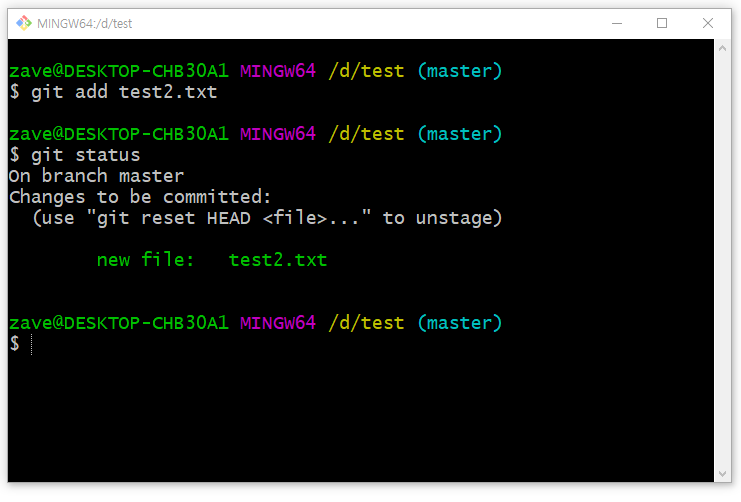 MINGW64:/d/test
zave@DESKTOP-CHB30A1 MINGW64 /d/test (master)
$ git add test2.txt
zave@DESKTOP-CHB30A1 MINGW64 /d/test (master)
$ git status
On branch master
Changes to be committed:
  (use "git reset HEAD <file>..." to unstage)
        new file:   test2.txt
zave@DESKTOP-CHB30A1 MINGW64 /d/test (master)
$